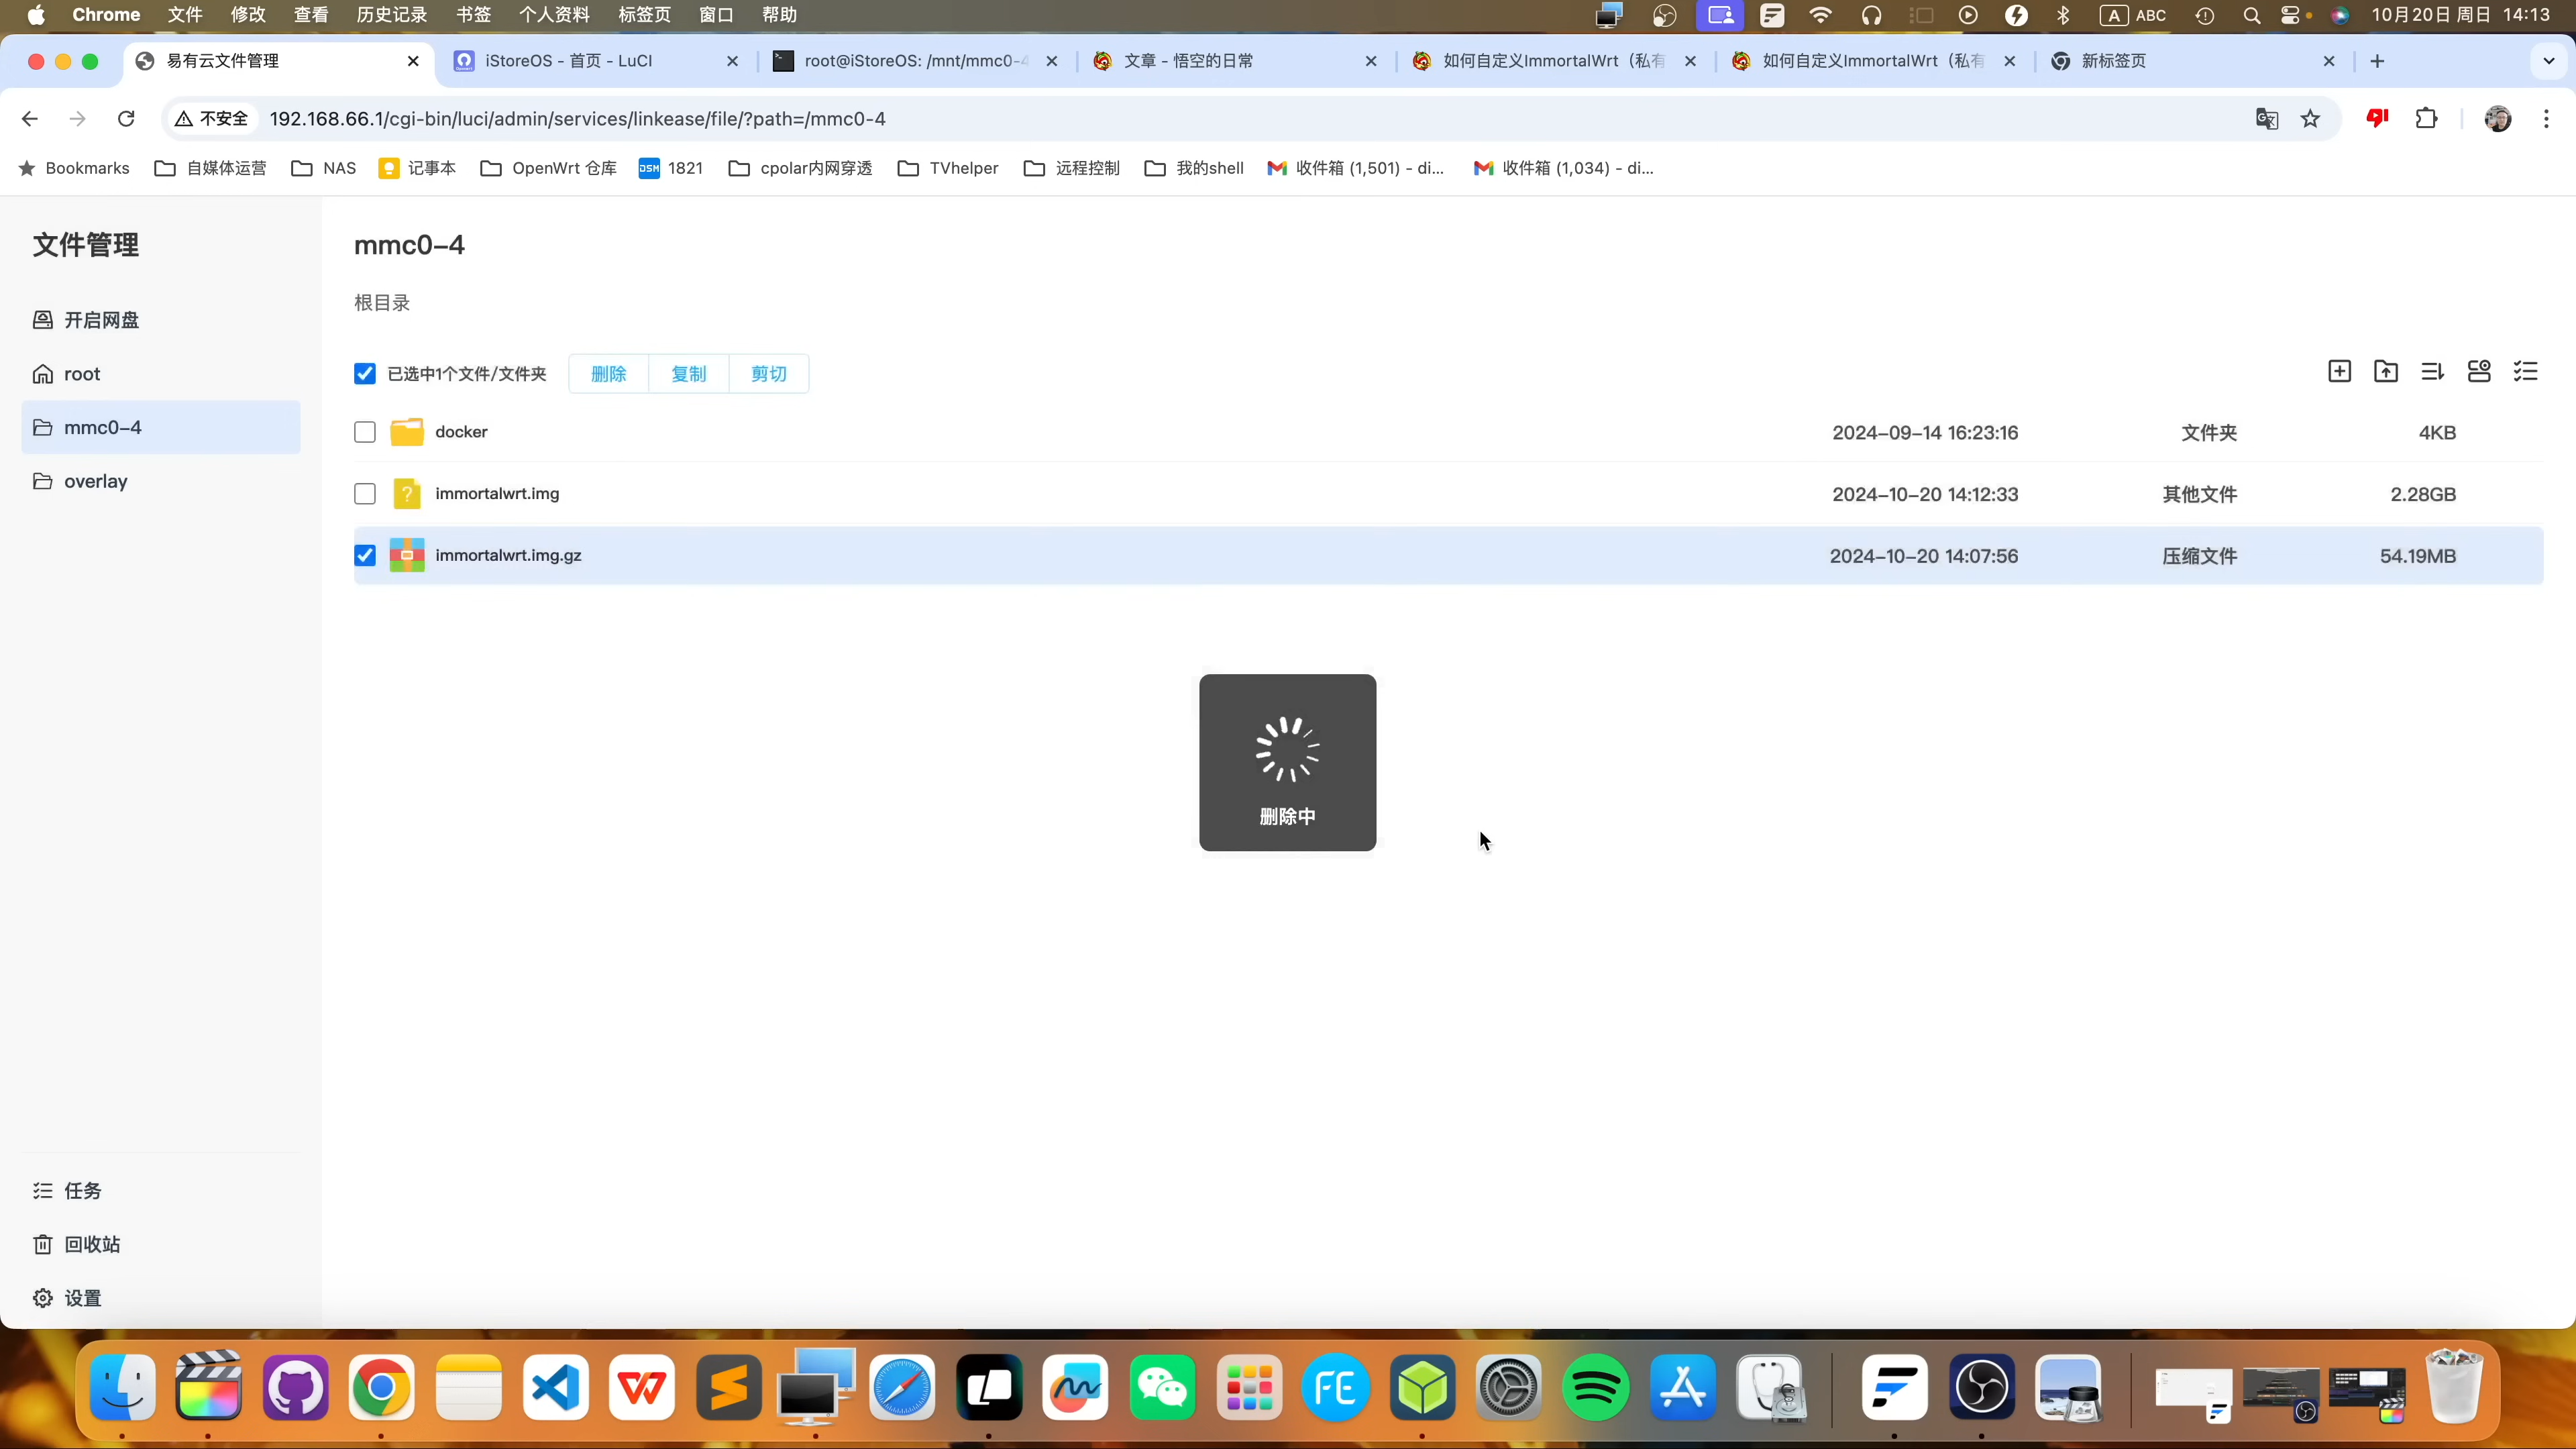 Chrome 文件 修改 查看 历史记录 书签 个人资料 标签页 窗口 帮助 A ABC 10月20日 周日 14:13
易有云文件管理 iStoreOS - 首页 - LuCI root@iStoreOS: /mnt/mmc0-4 文章 - 悟空的日常 如何自定义ImmortalWrt（私有 如何自定义ImmortalWrt（私有 新标签页
不安全 192.168.66.1/cgi-bin/luci/admin/services/linkease/file/?path=/mmc0-4
Bookmarks 自媒体运营 NAS 记事本 OpenWrt 仓库 DSM 1821 cpolar内网穿透 TVhelper 远程控制 我的shell 收件箱 (1,501) - di... 收件箱 (1,034) - di...
文件管理
开启网盘
root
mmc0-4
overlay
mmc0-4
根目录
已选中1个文件/文件夹 删除 复制 剪切
docker 2024-09-14 16:23:16 文件夹 4KB
immortalwrt.img 2024-10-20 14:12:33 其他文件 2.28GB
immortalwrt.img.gz 2024-10-20 14:07:56 压缩文件 54.19MB
删除中
任务
回收站
设置
FE